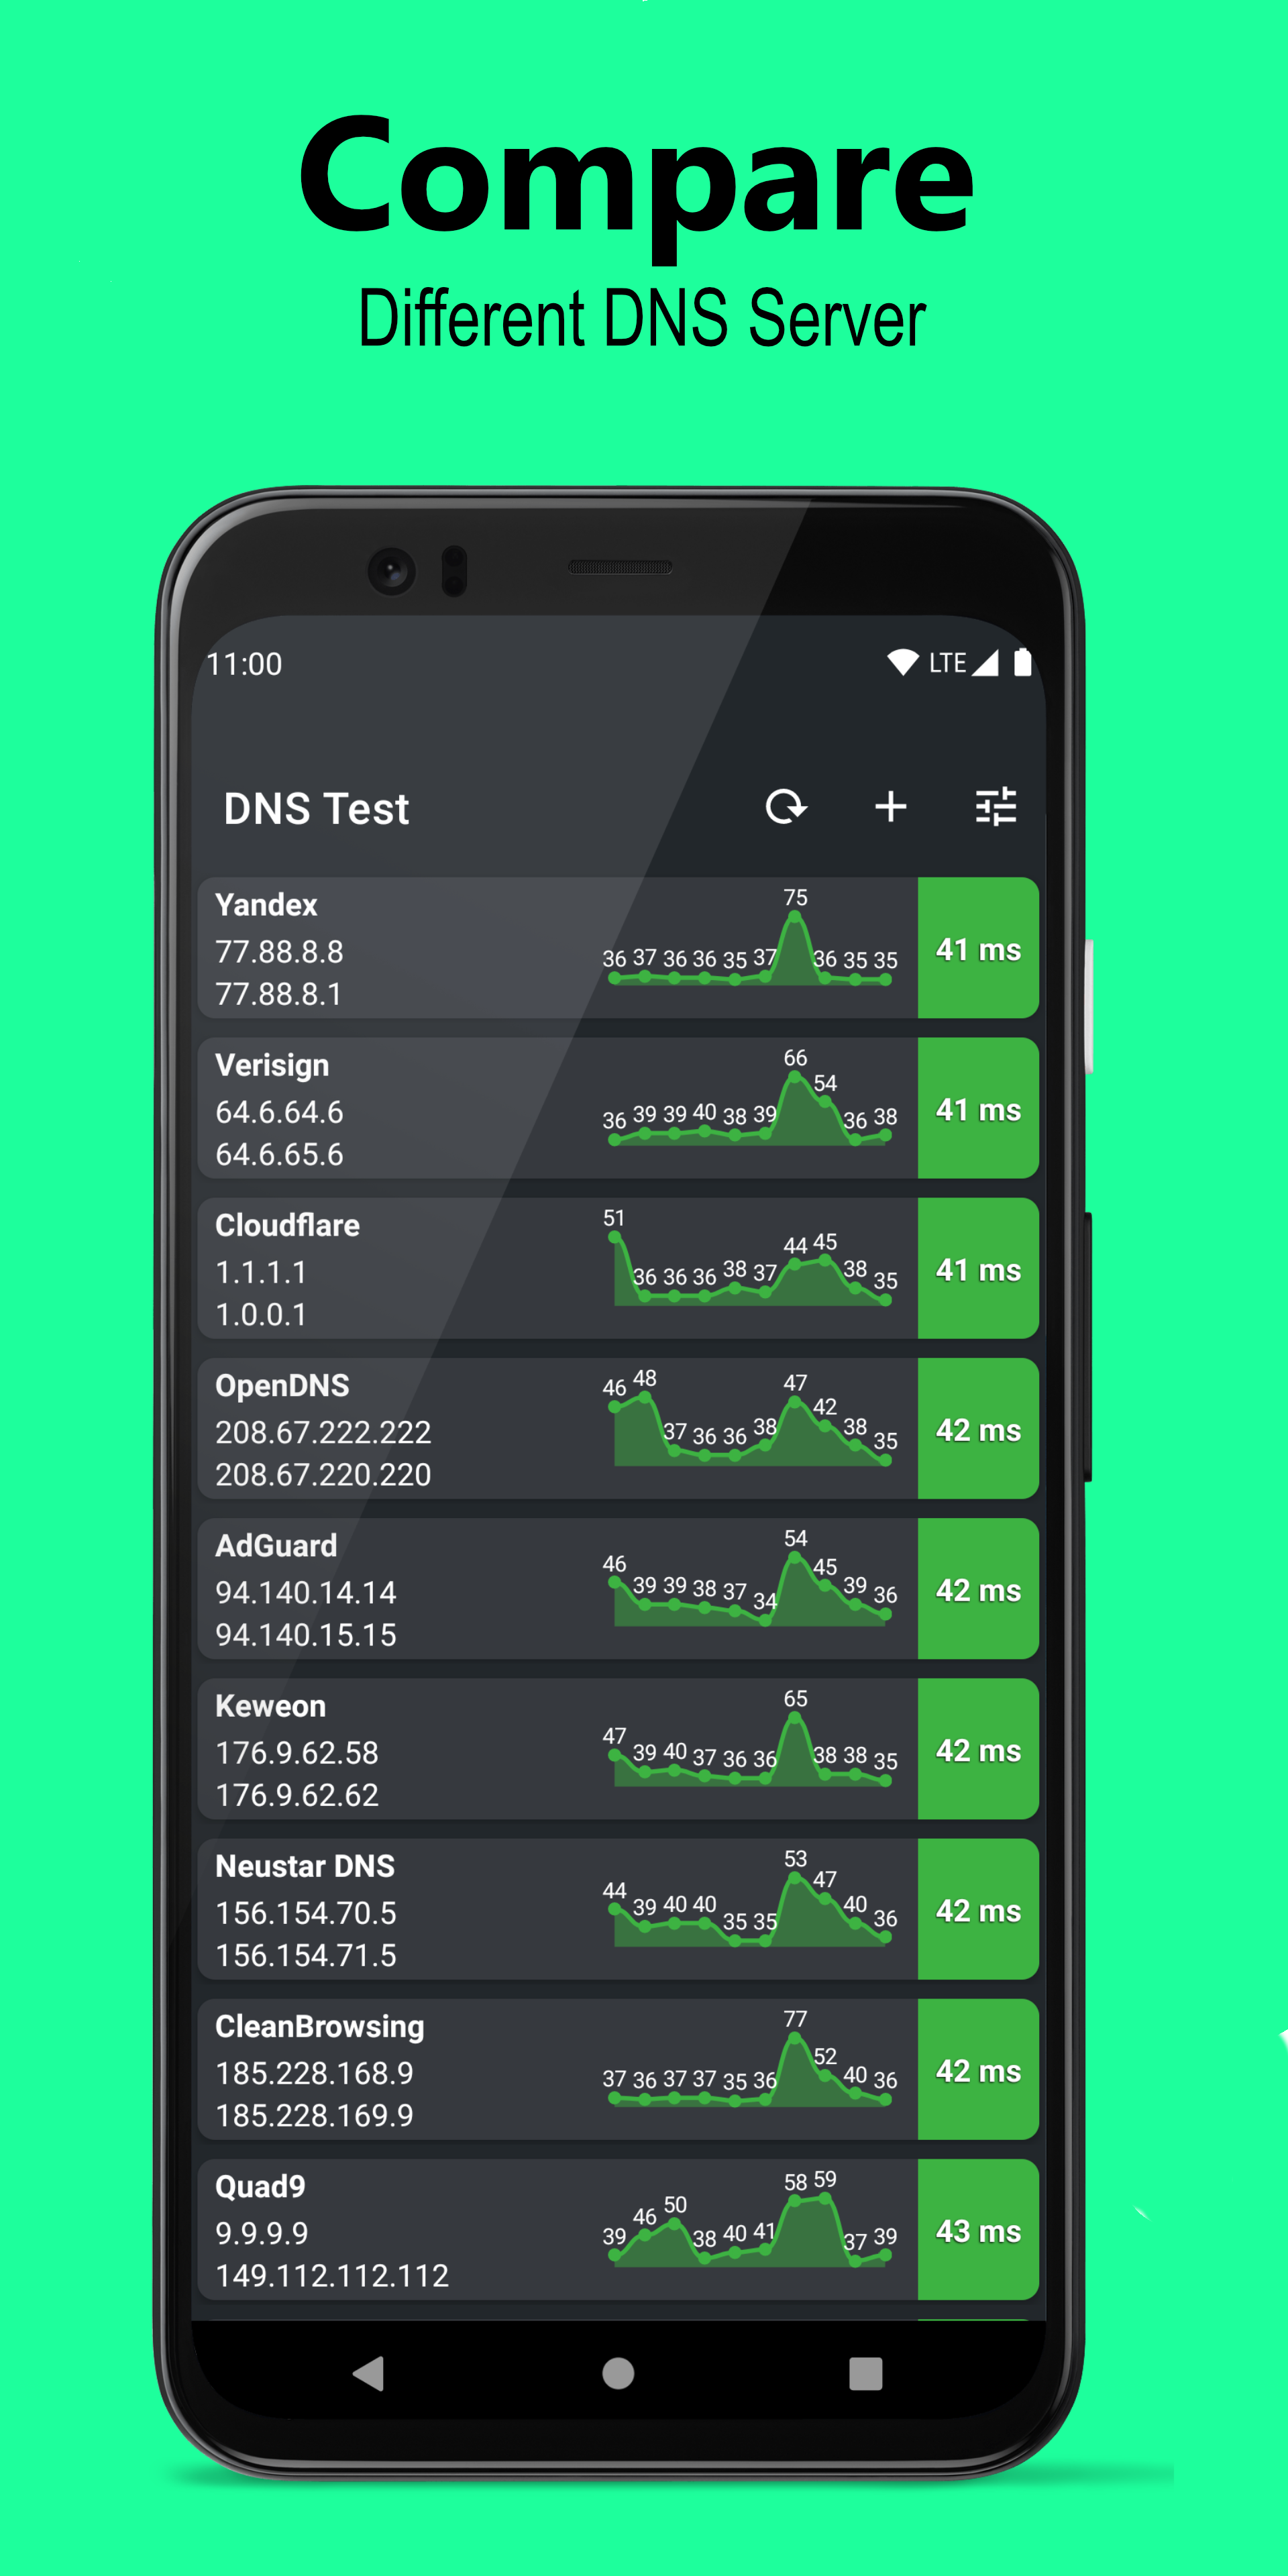 Compare
Different DNS Server
11:00 LTE
DNS Test
Yandex
77.88.8.8
77.88.8.1
36 37 36 36 35 37 75 36 35 35
41 ms
Verisign
64.6.64.6
64.6.65.6
36 39 39 40 38 39 66 54 36 38
41 ms
Cloudflare
1.1.1.1
1.0.0.1
51 36 36 36 38 37 44 45 38 35
41 ms
OpenDNS
208.67.222.222
208.67.220.220
46 48 37 36 36 38 47 42 38 35
42 ms
AdGuard
94.140.14.14
94.140.15.15
46 39 39 38 37 34 54 45 39 36
42 ms
Keweon
176.9.62.58
176.9.62.62
47 39 40 37 36 36 65 38 38 35
42 ms
Neustar DNS
156.154.70.5
156.154.71.5
44 39 40 40 35 35 53 47 40 36
42 ms
CleanBrowsing
185.228.168.9
185.228.169.9
37 36 37 37 35 36 77 52 40 36
42 ms
Quad9
9.9.9.9
149.112.112.112
39 46 50 38 40 41 58 59 37 39
43 ms